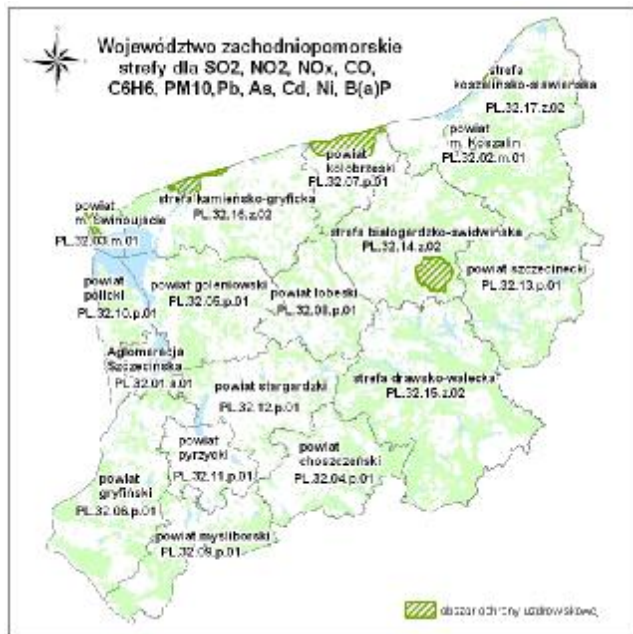 Województwo zachodniopomorskie
strefy dla SO2, NO2, NOx, CO,
C6H6, PM10,Pb, As, Cd, Ni, B(a)P
strefa
koszalińsko-sławieńska
PL.32.17.z.02
powiat
m. Koszalin
PL.32.02.m.01
powiat
kołobrzeski
PL.32.07.p.01
strefa kamieńsko-gryficka
PL.32.16.z.02
powiat
m. Świnoujście
PL.32.03.m.01
strefa białogardzko-świdwińska
PL.32.14.z.02
powiat szczecinecki
PL.32.13.p.01
powiat
policki
PL.32.10.p.01
powiat goleniowski
PL.32.05.p.01
powiat łobeski
PL.32.08.p.01
Aglomeracja
Szczecińska
PL.32.01.a.01
powiat stargardzki
PL.32.12.p.01
strefa drawsko-wałecka
PL.32.15.z.02
powiat
pyrzycki
PL.32.11.p.01
powiat
choszczeński
PL.32.04.p.01
powiat
gryfiński
PL.32.06.p.01
powiat myśliborski
PL.32.09.p.01
obszar ochrony uzdrowiskowej